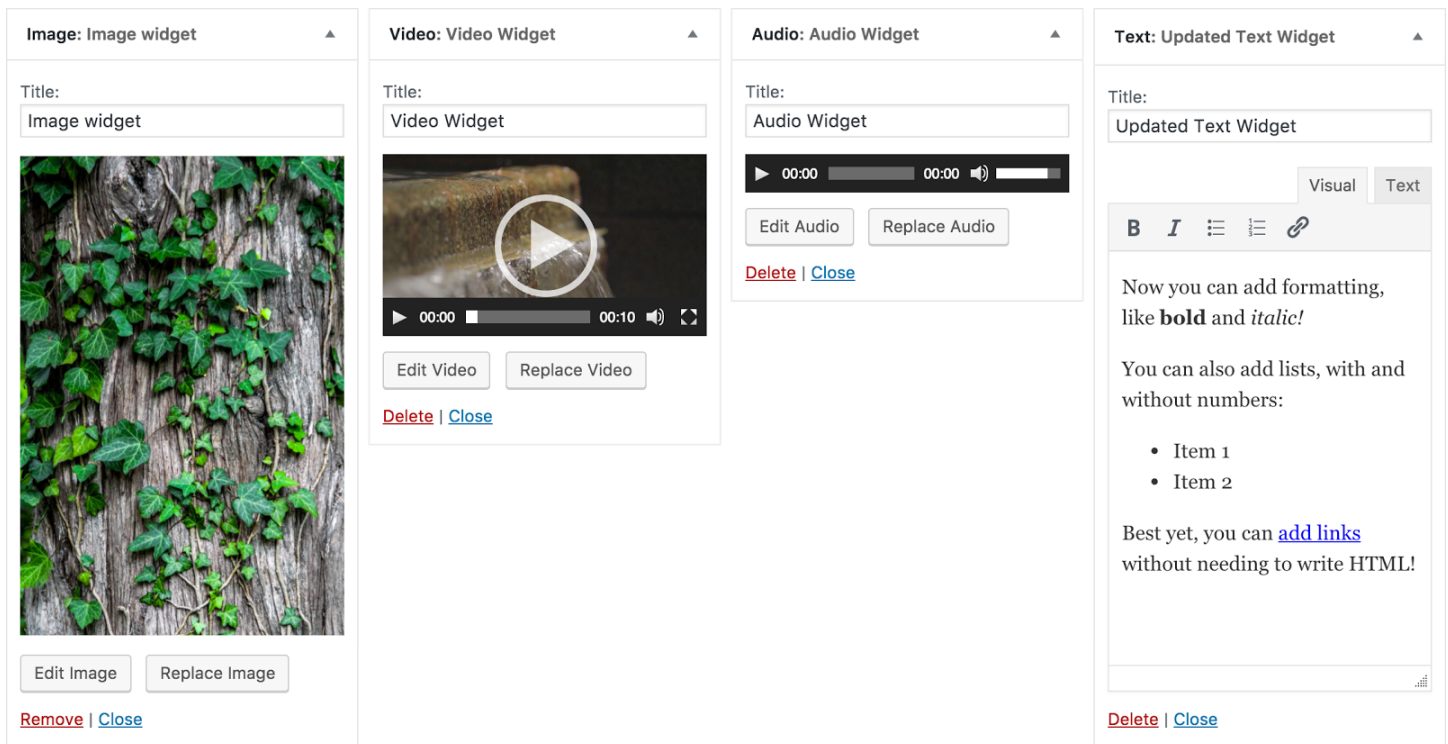 Image: Image widget
Title:
Image widget
Edit Image
Replace Image
Remove | Close
Video: Video Widget
Title:
Video Widget
00:00
00:10
Edit Video
Replace Video
Delete | Close
Audio: Audio Widget
Title:
Audio Widget
00:00
00:00
Edit Audio
Replace Audio
Delete | Close
Text: Updated Text Widget
Title:
Updated Text Widget
Visual
Text
B I
Now you can add formatting,
like bold and italic!
You can also add lists, with and
without numbers:
• Item 1
• Item 2
Best yet, you can add links
without needing to write HTML!
Delete | Close